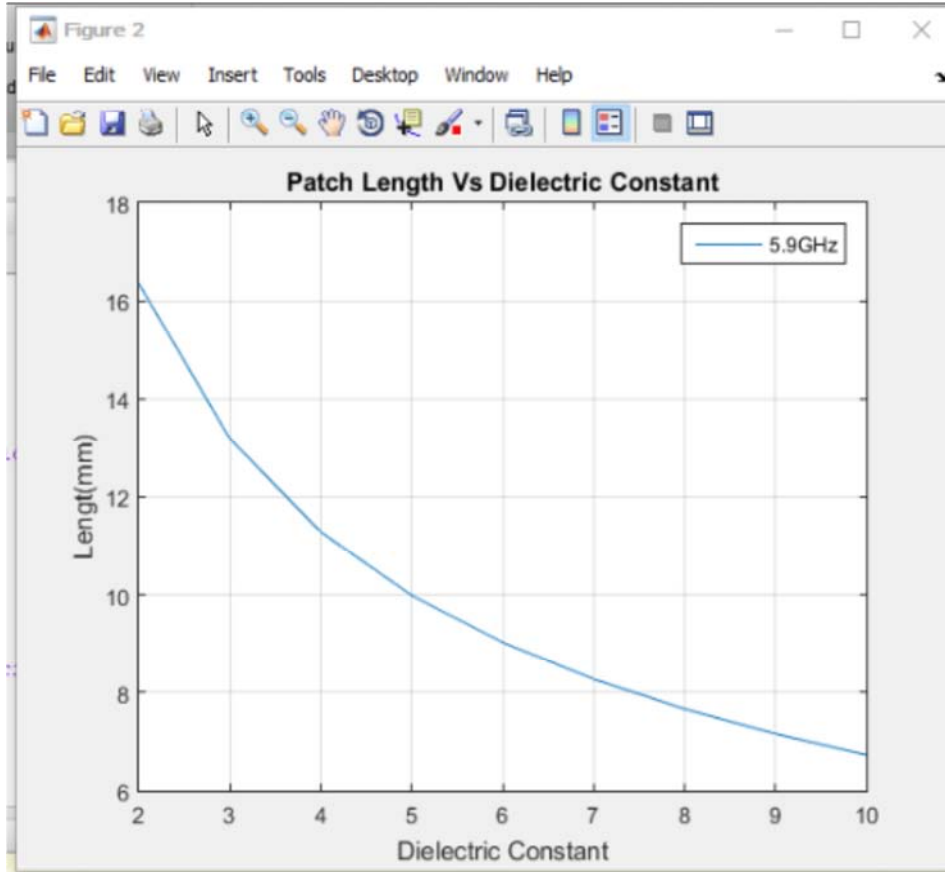 Figure 2
File Edit View Insert Tools Desktop Window Help
Patch Length Vs Dielectric Constant
5.9GHz
18
16
14
12
10
8
6
Lengt(mm)
2 3 4 5 6 7 8 9 10
Dielectric Constant